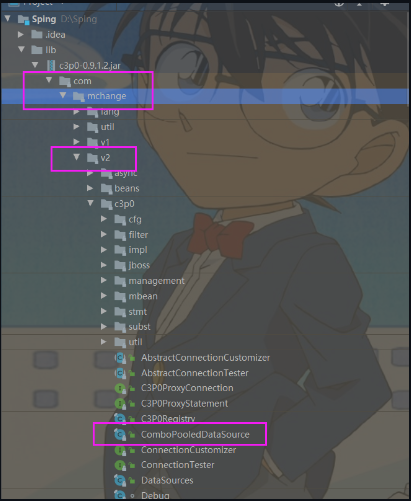 Project
Sping D:\Sping
.idea
lib
c3p0-0.9.1.2.jar
com
mchange
lang
util
v1
v2
async
beans
c3p0
cfg
filter
impl
jboss
management
mbean
stmt
subst
util
AbstractConnectionCustomizer
AbstractConnectionTester
C3P0ProxyConnection
C3P0ProxyStatement
C3P0Registry
ComboPooledDataSource
ConnectionCustomizer
ConnectionTester
DataSources
Debug